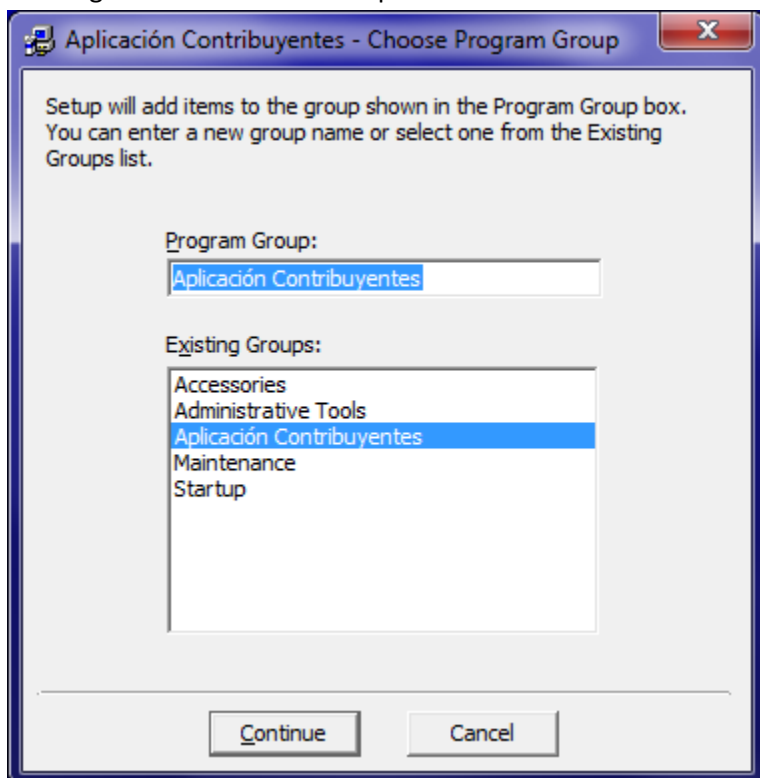 Aplicación Contribuyentes - Choose Program Group
Setup will add items to the group shown in the Program Group box.
You can enter a new group name or select one from the Existing
Groups list.
Program Group:
Aplicación Contribuyentes
Existing Groups:
Accessories
Administrative Tools
Aplicación Contribuyentes
Maintenance
Startup
Continue
Cancel